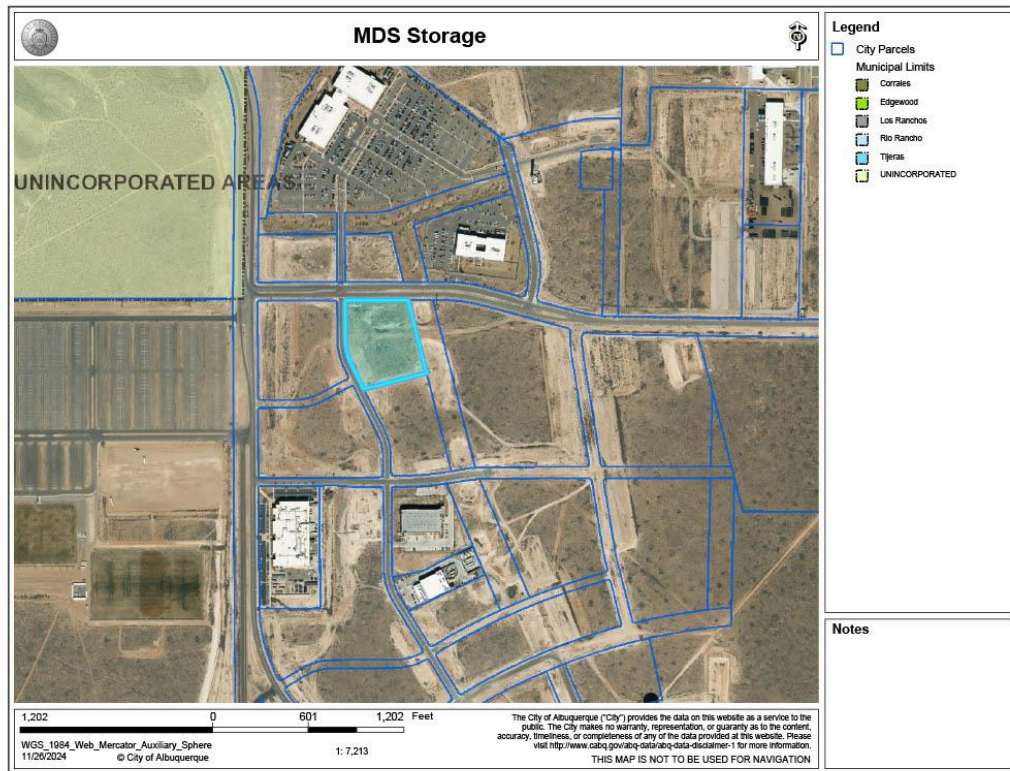 MDS Storage
Legend
City Parcels
Municipal Limits
Corrales
Edgewood
Los Ranchos
Rio Rancho
Tijeras
UNINCORPORATED
UNINCORPORATED AREAS
Notes
1,202 0 601 1,202 Feet
WGS_1984_Web_Mercator_Auxiliary_Sphere
11/26/2024 © City of Albuquerque
1: 7,213
The City of Albuquerque ("City") provides the data on this website as a service to the
public. The City makes no warranty, representation, or guaranty as to the content,
accuracy, timeliness, or completeness of any of the data provided at this website. Please
visit http://www.cabq.gov/abq-data/abq-data-disclaimer-1 for more information.
THIS MAP IS NOT TO BE USED FOR NAVIGATION